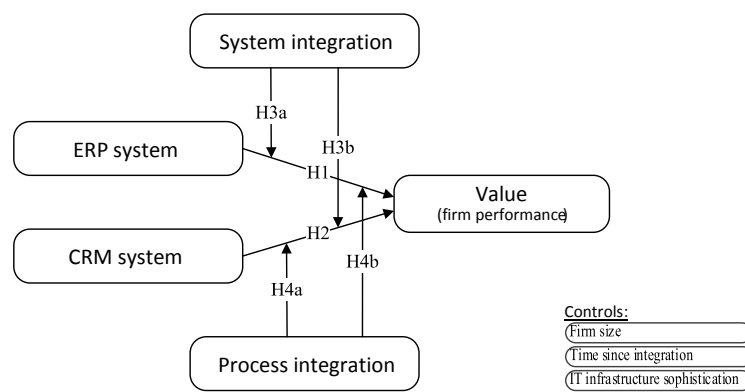 System integration
H3a
ERP system
H3b
H1
Value
(firm performance)
H2
CRM system
H4b
H4a
Process integration
Controls:
Firm size
Time since integration
IT infrastructure sophistication